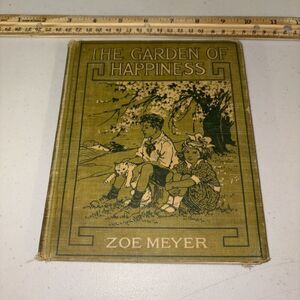 THE GARDEN OF
HAPPINESS
ZOE MEYER